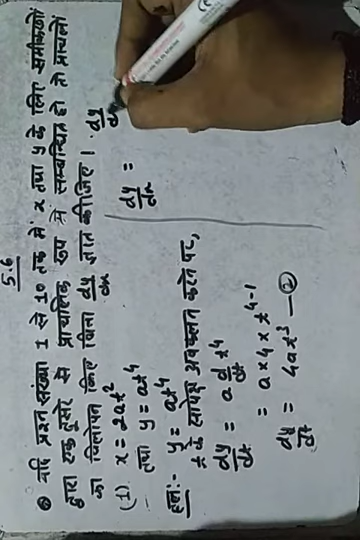 5.6
⊙ यदि प्रश्न संख्या 1 से 10 तक में x तथा y के लिए समीकरणों
द्वारा एक दूसरे से प्राचलिक रूप में सम्बन्धित हो तो प्राचलों
का विलोपन किए बिना dy/dx ज्ञात कीजिए।
(1). x = 2at²
तथा y = at⁴
हल:- y = at⁴
t के सापेक्ष अवकलन करने पर,
dy/dt = a d/dt t⁴
= a × 4 × t⁴⁻¹
dy/dt = 4at³ —②
dy/dx =
dy